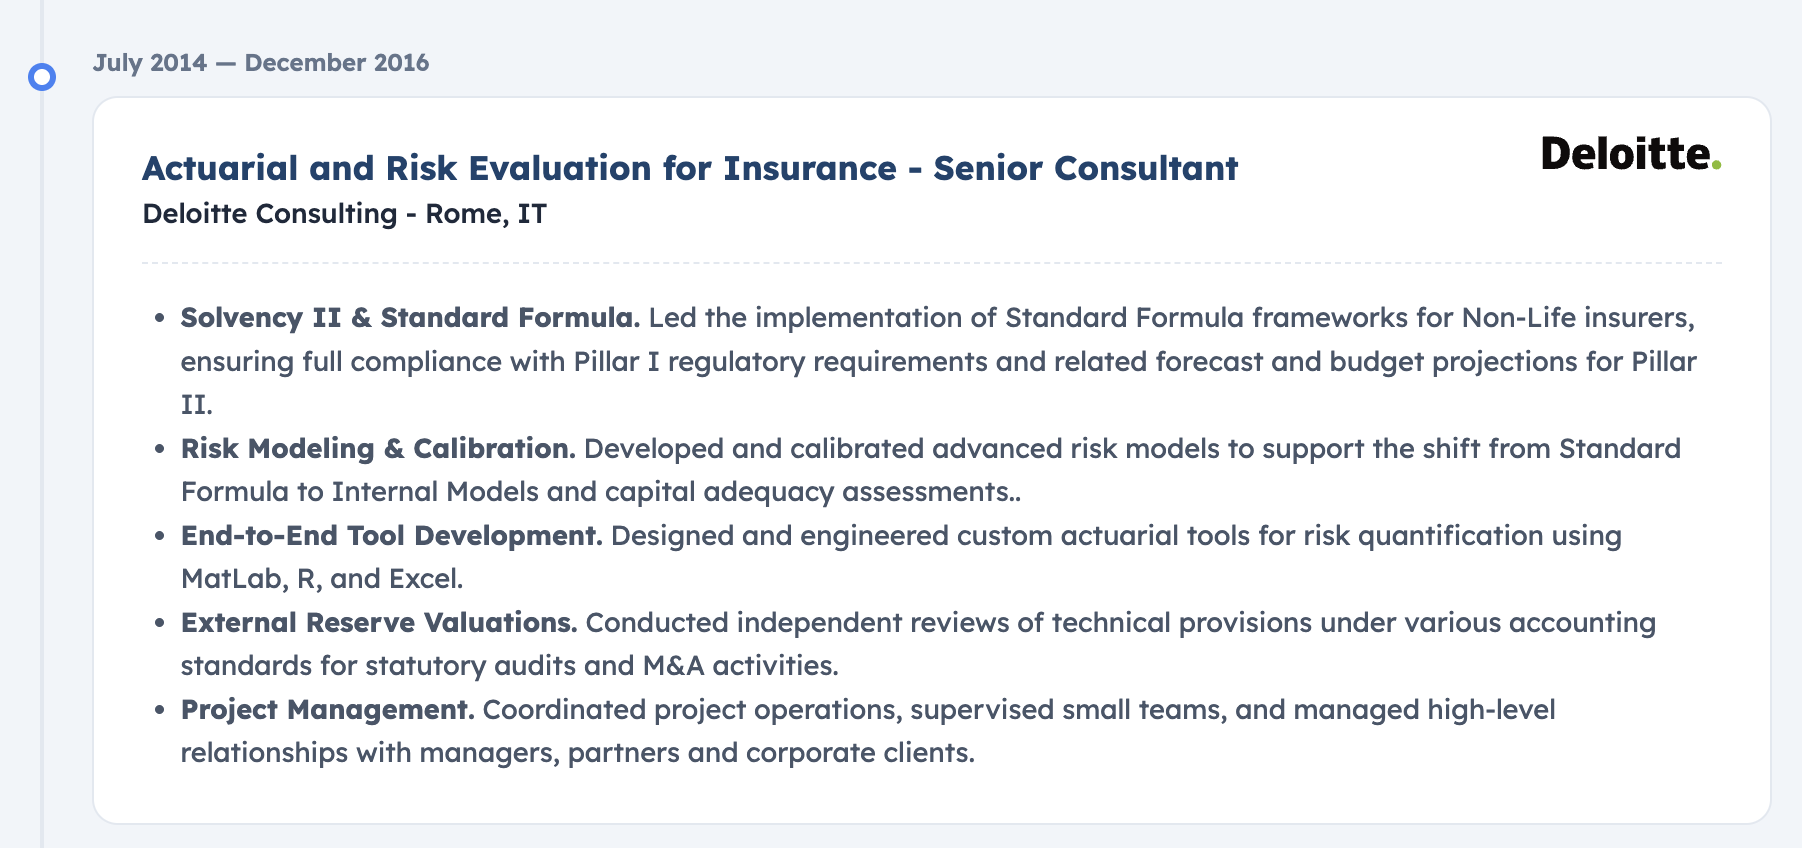 July 2014 — December 2016
Actuarial and Risk Evaluation for Insurance - Senior Consultant
Deloitte.
Deloitte Consulting - Rome, IT
• Solvency II & Standard Formula. Led the implementation of Standard Formula frameworks for Non-Life insurers,
ensuring full compliance with Pillar I regulatory requirements and related forecast and budget projections for Pillar
II.
• Risk Modeling & Calibration. Developed and calibrated advanced risk models to support the shift from Standard
Formula to Internal Models and capital adequacy assessments..
• End-to-End Tool Development. Designed and engineered custom actuarial tools for risk quantification using
MatLab, R, and Excel.
• External Reserve Valuations. Conducted independent reviews of technical provisions under various accounting
standards for statutory audits and M&A activities.
• Project Management. Coordinated project operations, supervised small teams, and managed high-level
relationships with managers, partners and corporate clients.